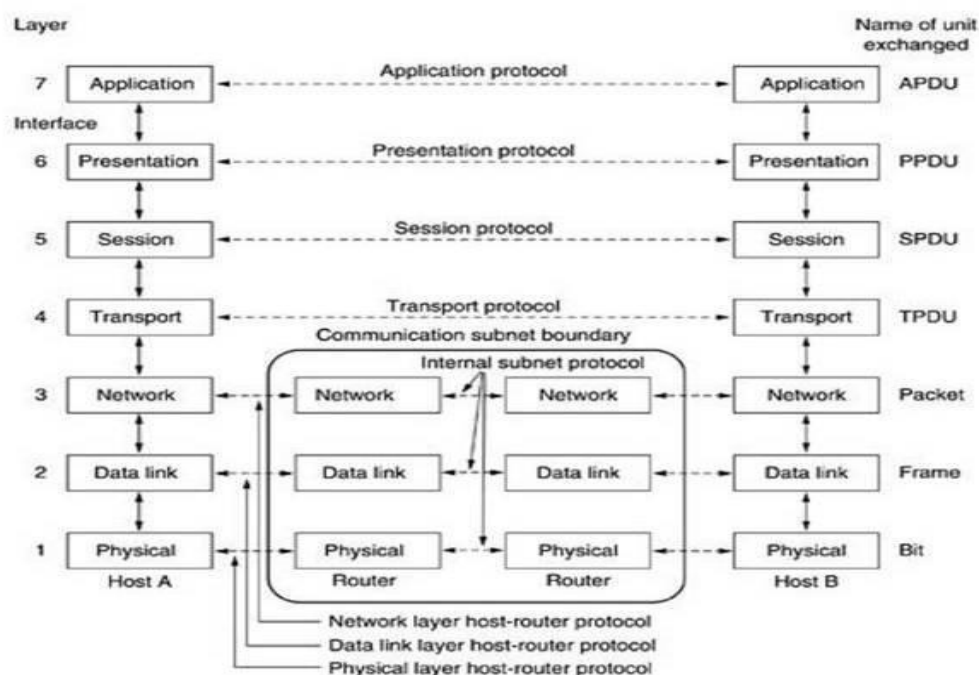 Layer
Name of unit
exchanged
7 Application Application protocol Application APDU
Interface
6 Presentation Presentation protocol Presentation PPDU
5 Session Session protocol Session SPDU
4 Transport Transport protocol Transport TPDU
Communication subnet boundary
Internal subnet protocol
3 Network Network Network Network Packet
2 Data link Data link Data link Data link Frame
1 Physical Physical Physical Physical Bit
Host A Router Router Host B
Network layer host-router protocol
Data link layer host-router protocol
Physical layer host-router protocol